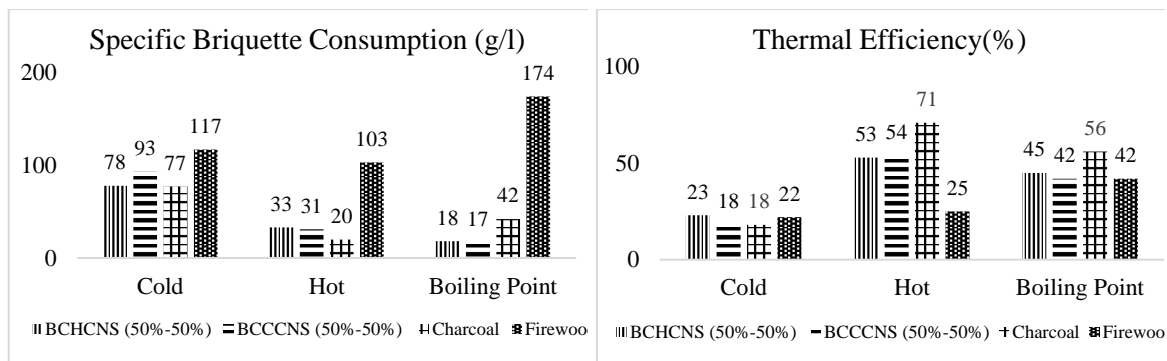 Specific Briquette Consumption (g/l)
200
100
0
78
93
77
117
33
31
20
103
18
17
42
174
Cold
Hot
Boiling Point
BCHCNS (50%-50%)
BCCCNS (50%-50%)
Charcoal
Firewoo
Thermal Efficiency(%)
100
50
0
23
18
18
22
53
54
71
25
45
42
56
42
Cold
Hot
Boiling Point
BCHCNS (50%-50%)
BCCCNS (50%-50%)
Charcoal
Firewoo